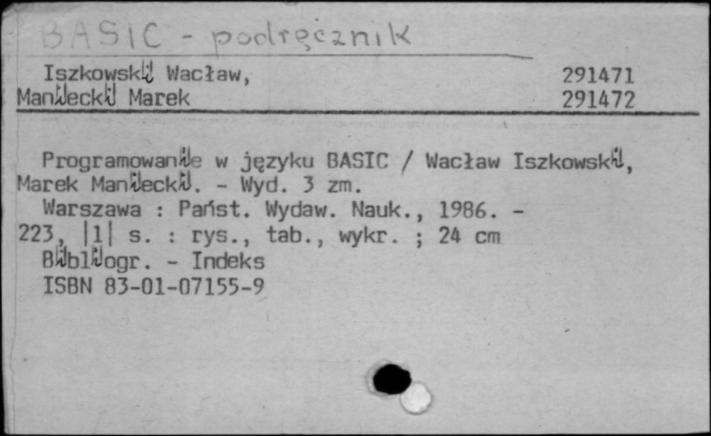 BASIC - podręcznik
Iszkowski Wacław, 291471
Maniecki Marek 291472
Programowanie w języku BASIC / Wacław Iszkowski,
Marek Maniecki. - Wyd. 3 zm.
Warszawa : Państ. Wydaw. Nauk., 1986. -
223, |1| s. : rys., tab., wykr. ; 24 cm
Bibliogr. - Indeks
ISBN 83-01-07155-9